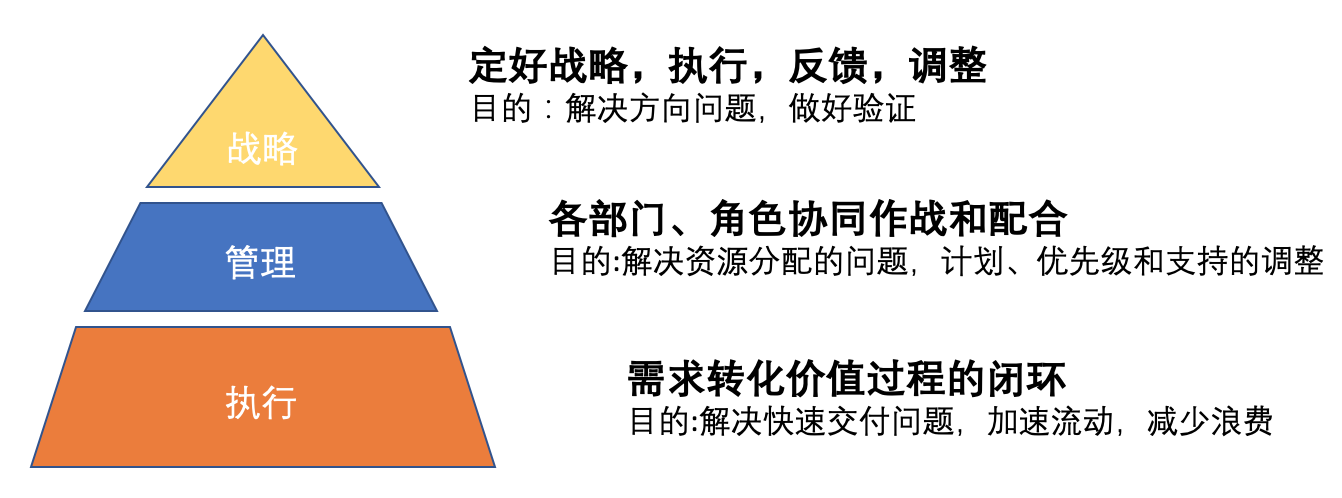 战略
定好战略，执行，反馈，调整
目的：解决方向问题，做好验证
管理
各部门、角色协同作战和配合
目的:解决资源分配的问题，计划、优先级和支持的调整
执行
需求转化价值过程的闭环
目的:解决快速交付问题，加速流动，减少浪费